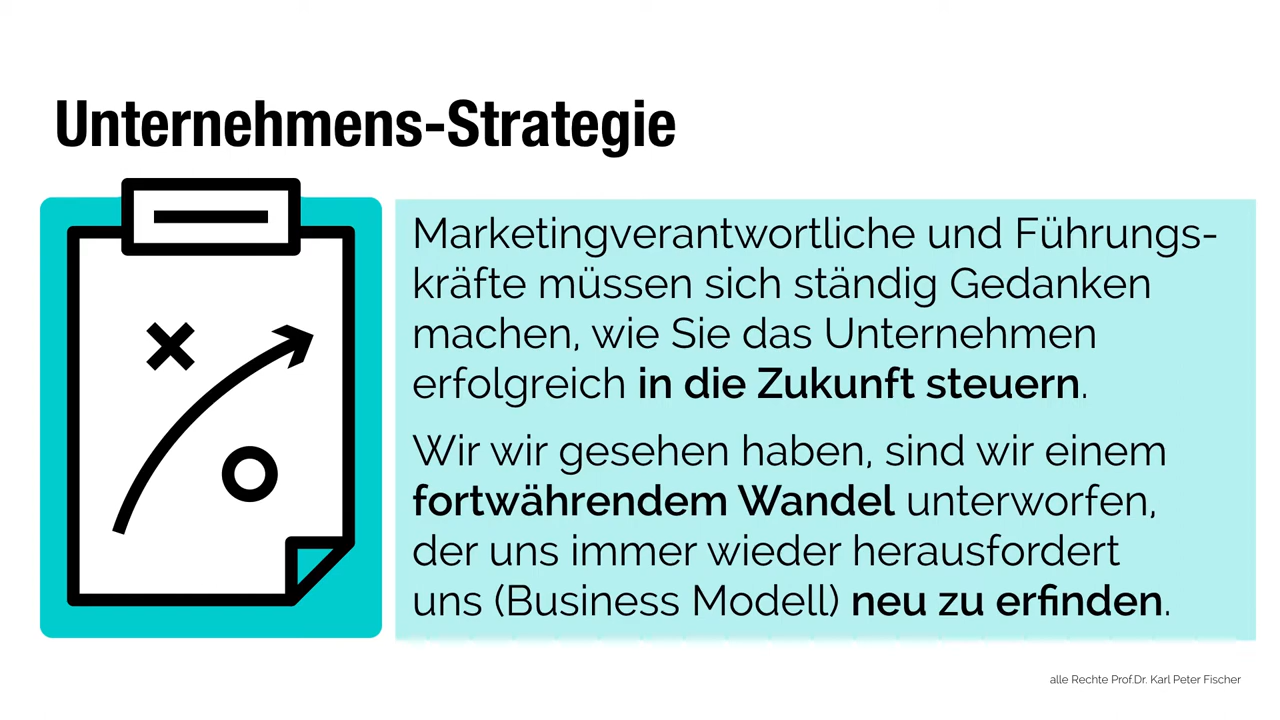 Unternehmens-Strategie
Marketingverantwortliche und Führungs-
kräfte müssen sich ständig Gedanken
machen, wie Sie das Unternehmen
erfolgreich in die Zukunft steuern.
Wir wir gesehen haben, sind wir einem
fortwährendem Wandel unterworfen,
der uns immer wieder herausfordert
uns (Business Modell) neu zu erfinden.
alle Rechte Prof.Dr. Karl Peter Fischer